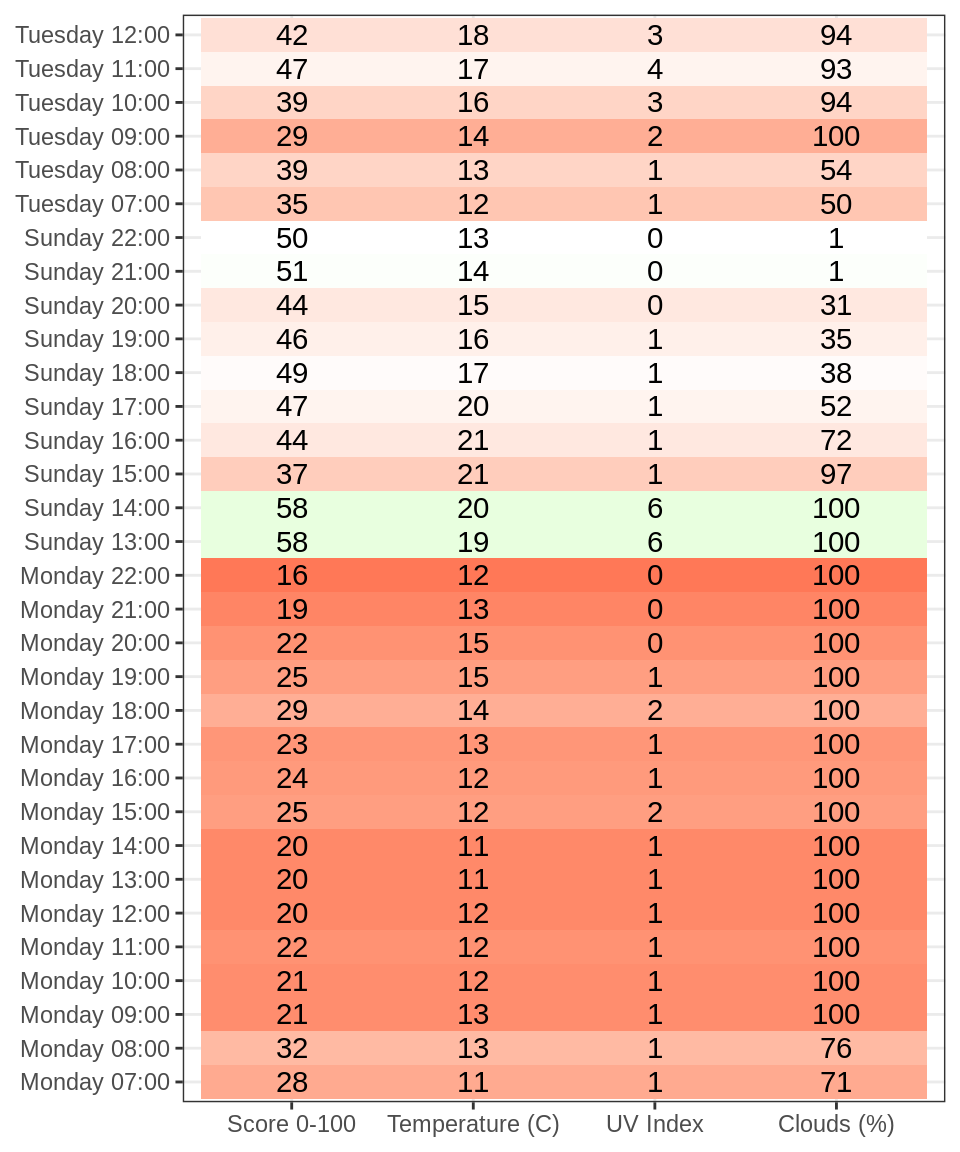 Tuesday 12:00 42 18 3 94
Tuesday 11:00 47 17 4 93
Tuesday 10:00 39 16 3 94
Tuesday 09:00 29 14 2 100
Tuesday 08:00 39 13 1 54
Tuesday 07:00 35 12 1 50
Sunday 22:00 50 13 0 1
Sunday 21:00 51 14 0 1
Sunday 20:00 44 15 0 31
Sunday 19:00 46 16 1 35
Sunday 18:00 49 17 1 38
Sunday 17:00 47 20 1 52
Sunday 16:00 44 21 1 72
Sunday 15:00 37 21 1 97
Sunday 14:00 58 20 6 100
Sunday 13:00 58 19 6 100
Monday 22:00 16 12 0 100
Monday 21:00 19 13 0 100
Monday 20:00 22 15 0 100
Monday 19:00 25 15 1 100
Monday 18:00 29 14 2 100
Monday 17:00 23 13 1 100
Monday 16:00 24 12 1 100
Monday 15:00 25 12 2 100
Monday 14:00 20 11 1 100
Monday 13:00 20 11 1 100
Monday 12:00 20 12 1 100
Monday 11:00 22 12 1 100
Monday 10:00 21 12 1 100
Monday 09:00 21 13 1 100
Monday 08:00 32 13 1 76
Monday 07:00 28 11 1 71
Score 0-100 Temperature (C) UV Index Clouds (%)